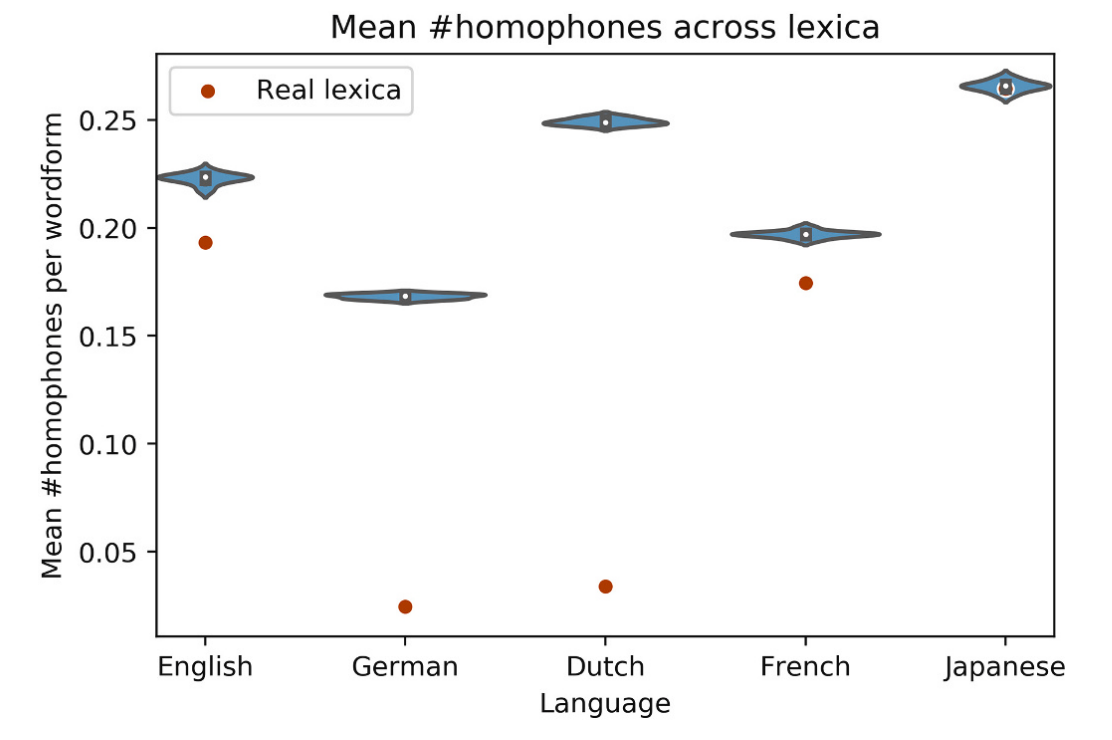 Mean #homophones across lexica
Real lexica
Mean #homophones per wordform
0.25
0.20
0.15
0.10
0.05
English German Dutch French Japanese
Language